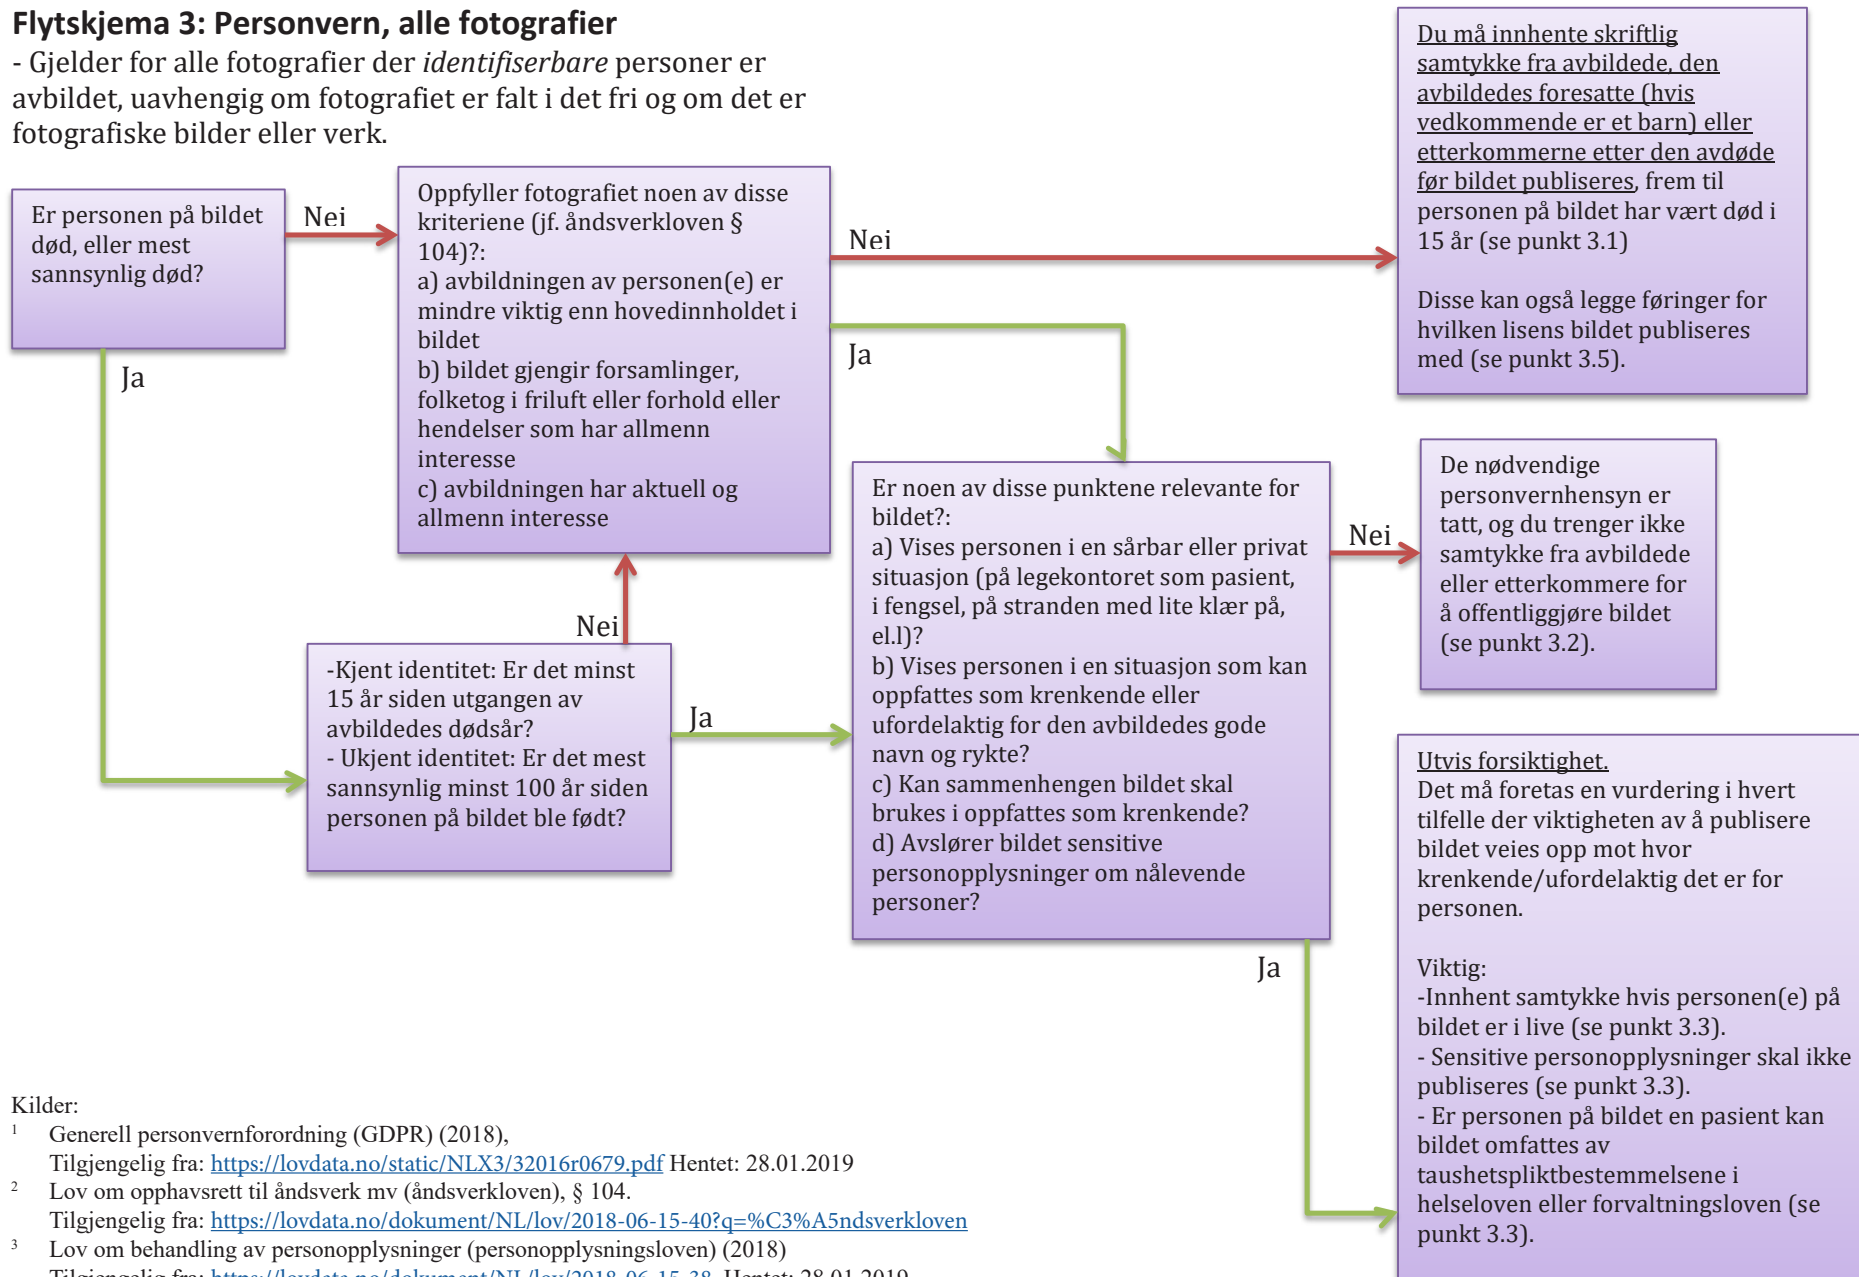 Flytskjema 3: Personvern, alle fotografier
- Gjelder for alle fotografier der identifiserbare personer er
avbildet, uavhengig om fotografiet er falt i det fri og om det er
fotografiske bilder eller verk.
Er personen på bildet
død, eller mest
sannsynlig død?
Nei
Ja
Oppfyller fotografiet noen av disse
kriteriene (jf. åndsverkloven §
104)?:
a) avbildningen av personen(e) er
mindre viktig enn hovedinnholdet i
bildet
b) bildet gjengir forsamlinger,
folketog i friluft eller forhold eller
hendelser som har allmenn
interesse
c) avbildningen har aktuell og
allmenn interesse
Nei
Ja
Du må innhente skriftlig
samtykke fra avbildede, den
avbildedes foresatte (hvis
vedkommende er et barn) eller
etterkommerne etter den avdøde
før bildet publiseres, frem til
personen på bildet har vært død i
15 år (se punkt 3.1)
Disse kan også legge føringer for
hvilken lisens bildet publiseres
med (se punkt 3.5).
Nei
-Kjent identitet: Er det minst
15 år siden utgangen av
avbildedes dødsår?
- Ukjent identitet: Er det mest
sannsynlig minst 100 år siden
personen på bildet ble født?
Ja
Er noen av disse punktene relevante for
bildet?:
a) Vises personen i en sårbar eller privat
situasjon (på legekontoret som pasient,
i fengsel, på stranden med lite klær på,
el.l)?
b) Vises personen i en situasjon som kan
oppfattes som krenkende eller
ufordelaktig for den avbildedes gode
navn og rykte?
c) Kan sammenhengen bildet skal
brukes i oppfattes som krenkende?
d) Avslører bildet sensitive
personopplysninger om nålevende
personer?
Nei
Ja
De nødvendige
personvernhensyn er
tatt, og du trenger ikke
samtykke fra avbildede
eller etterkommere for
å offentliggjøre bildet
(se punkt 3.2).
Utvis forsiktighet.
Det må foretas en vurdering i hvert
tilfelle der viktigheten av å publisere
bildet veies opp mot hvor
krenkende/ufordelaktig det er for
personen.
Viktig:
-Innhent samtykke hvis personen(e) på
bildet er i live (se punkt 3.3).
- Sensitive personopplysninger skal ikke
publiseres (se punkt 3.3).
- Er personen på bildet en pasient kan
bildet omfattes av
taushetspliktbestemmelsene i
helseloven eller forvaltningsloven (se
punkt 3.3).
Kilder:
1 Generell personvernforordning (GDPR) (2018),
Tilgjengelig fra: https://lovdata.no/static/NLX3/32016r0679.pdf Hentet: 28.01.2019
2 Lov om opphavsrett til åndsverk mv (åndsverkloven), § 104.
Tilgjengelig fra: https://lovdata.no/dokument/NL/lov/2018-06-15-40?q=%C3%A5ndsverkloven
3 Lov om behandling av personopplysninger (personopplysningsloven) (2018)
Tilgjengelig fra: https://lovdata.no/dokument/NL/lov/2018-06-15-38 Hentet: 28.01.2019